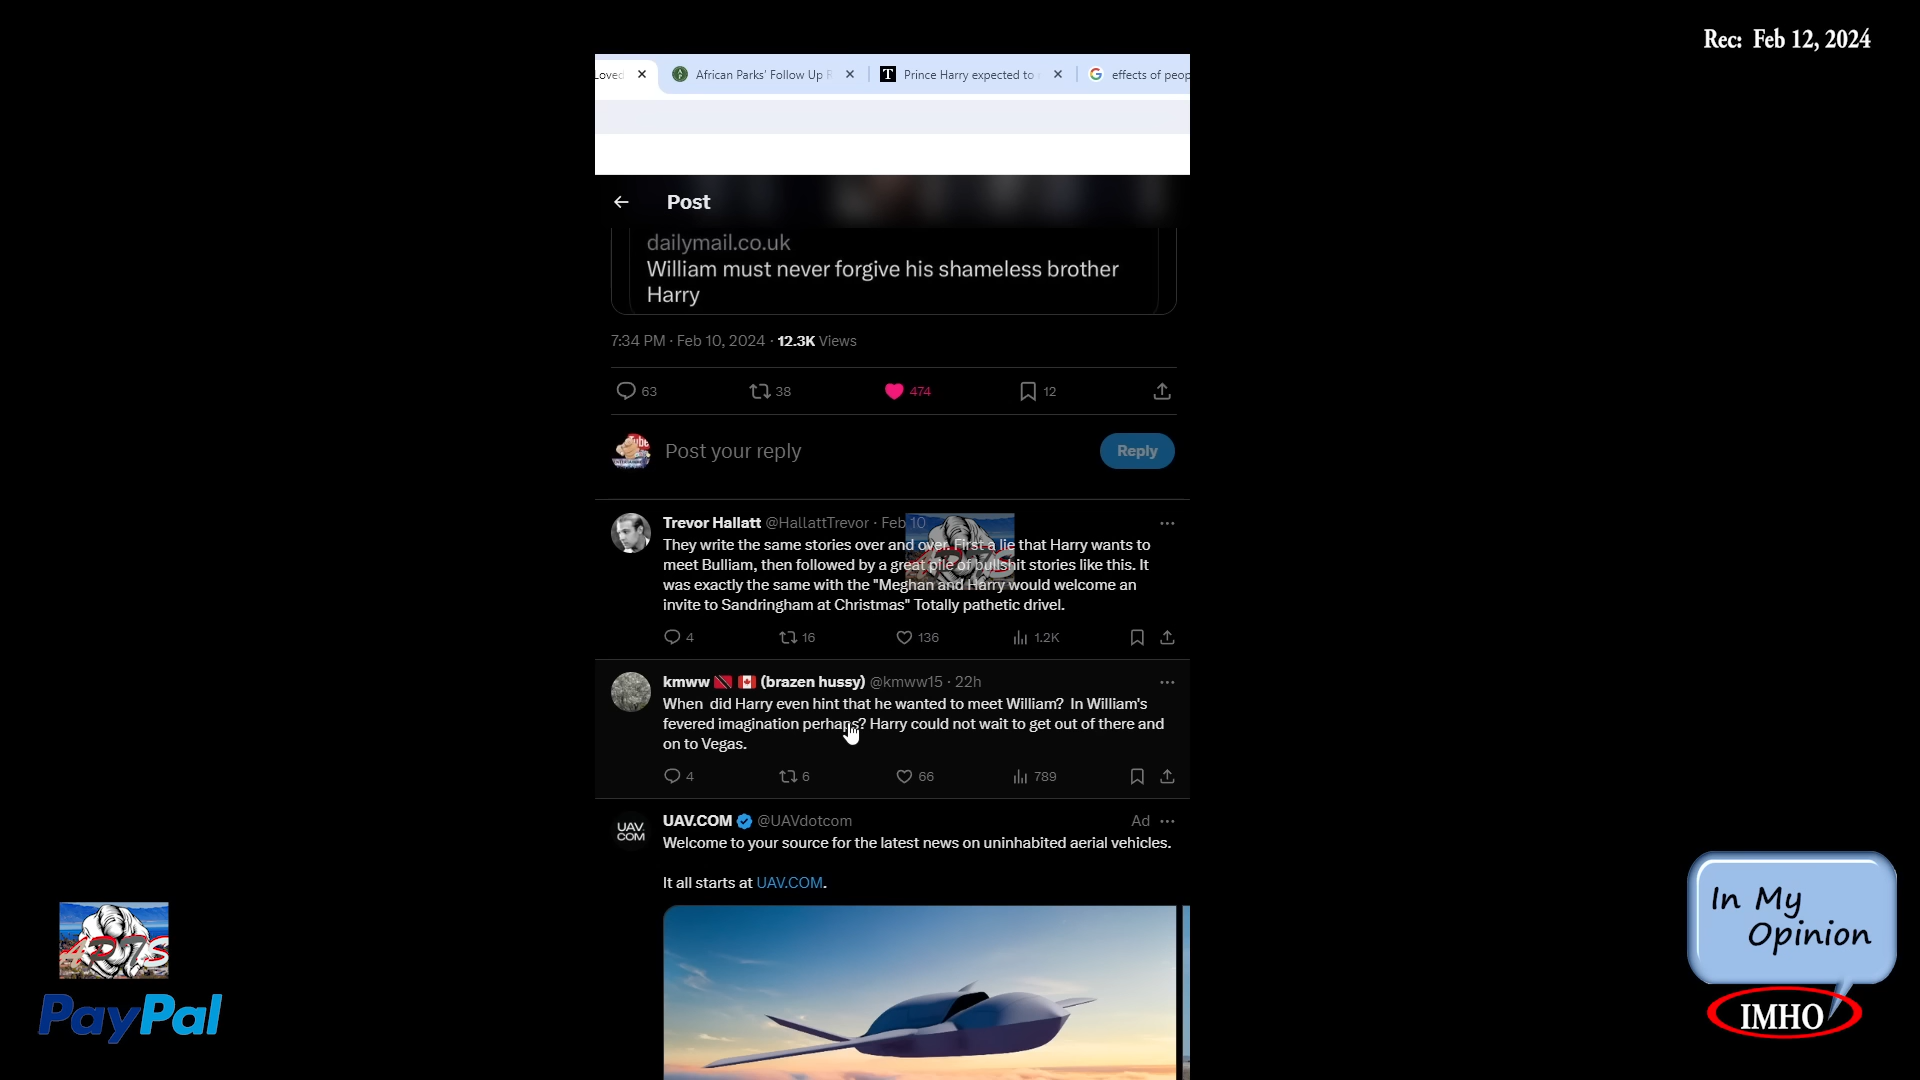 Rec: Feb 12, 2024
Loved
African Parks' Follow Up
Prince Harry expected to
effects of peop
Post
dailymail.co.uk
William must never forgive his shameless brother
Harry
7:34 PM · Feb 10, 2024 · 12.3K Views
63 38 474 12
Post your reply
Reply
Trevor Hallatt @HallattTrevor · Feb 10
They write the same stories over and over. First a lie that Harry wants to
meet Bulliam, then followed by a great pile of bullshit stories like this. It
was exactly the same with the "Meghan and Harry would welcome an
invite to Sandringham at Christmas" Totally pathetic drivel.
4 16 136 1.2K
kmww (brazen hussy) @kmww15 · 22h
When did Harry even hint that he wanted to meet William? In William's
fevered imagination perhaps? Harry could not wait to get out of there and
on to Vegas.
4 6 66 789
UAV.COM @UAVdotcom
Ad
UAV.
COM
Welcome to your source for the latest news on uninhabited aerial vehicles.
It all starts at UAV.COM.
PayPal
In My
Opinion
IMHO